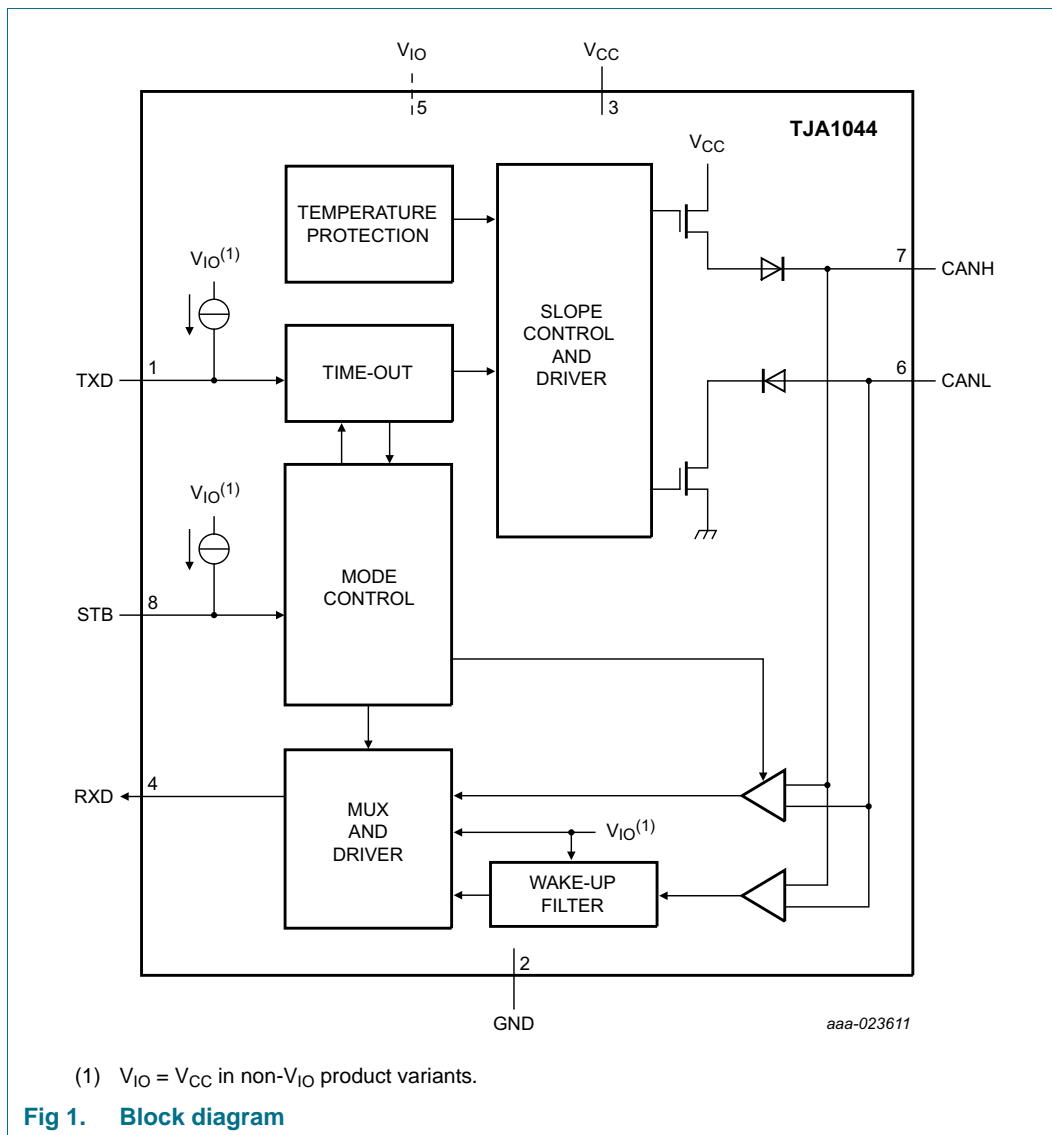 VIO
VCC
5
3
TJA1044
VCC
TEMPERATURE
PROTECTION
VIO(1)
7
CANH
SLOPE
CONTROL
AND
DRIVER
1
TXD
TIME-OUT
6
CANL
VIO(1)
MODE
CONTROL
8
STB
4
RXD
MUX
AND
DRIVER
VIO(1)
WAKE-UP
FILTER
2
GND
aaa-023611
(1) VIO = VCC in non-VIO product variants.
Fig 1. Block diagram